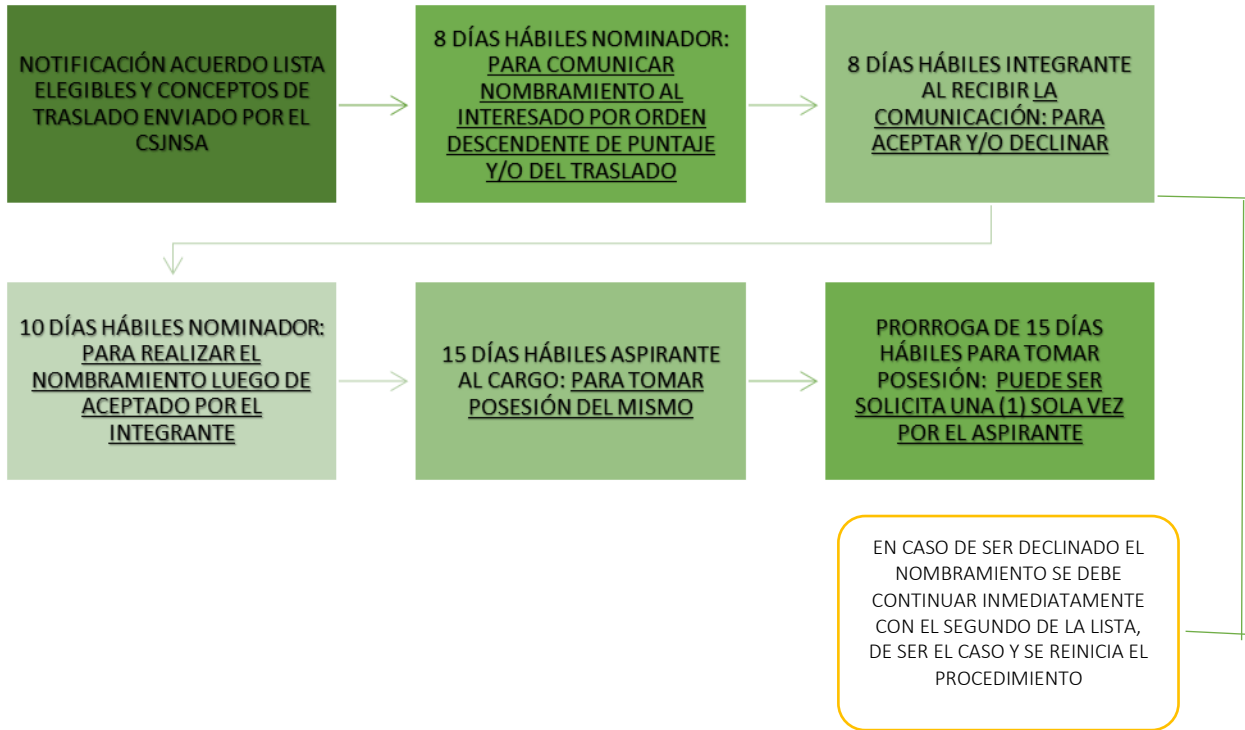 NOTIFICACIÓN ACUERDO LISTA
ELEGIBLES Y CONCEPTOS DE
TRASLADO ENVIADO POR EL
CSJNSA
8 DÍAS HÁBILES NOMINADOR:
PARA COMUNICAR
NOMBRAMIENTO AL
INTERESADO POR ORDEN
DESCENDENTE DE PUNTAJE
Y/O DEL TRASLADO
8 DÍAS HÁBILES INTEGRANTE
AL RECIBIR LA
COMUNICACIÓN: PARA
ACEPTAR Y/O DECLINAR
10 DÍAS HÁBILES NOMINADOR:
PARA REALIZAR EL
NOMBRAMIENTO LUEGO DE
ACEPTADO POR EL
INTEGRANTE
15 DÍAS HÁBILES ASPIRANTE
AL CARGO: PARA TOMAR
POSESIÓN DEL MISMO
PRORROGA DE 15 DÍAS
HÁBILES PARA TOMAR
POSESIÓN: PUEDE SER
SOLICITA UNA (1) SOLA VEZ
POR EL ASPIRANTE
EN CASO DE SER DECLINADO EL
NOMBRAMIENTO SE DEBE
CONTINUAR INMEDIATAMENTE
CON EL SEGUNDO DE LA LISTA,
DE SER EL CASO Y SE REINICIA EL
PROCEDIMIENTO